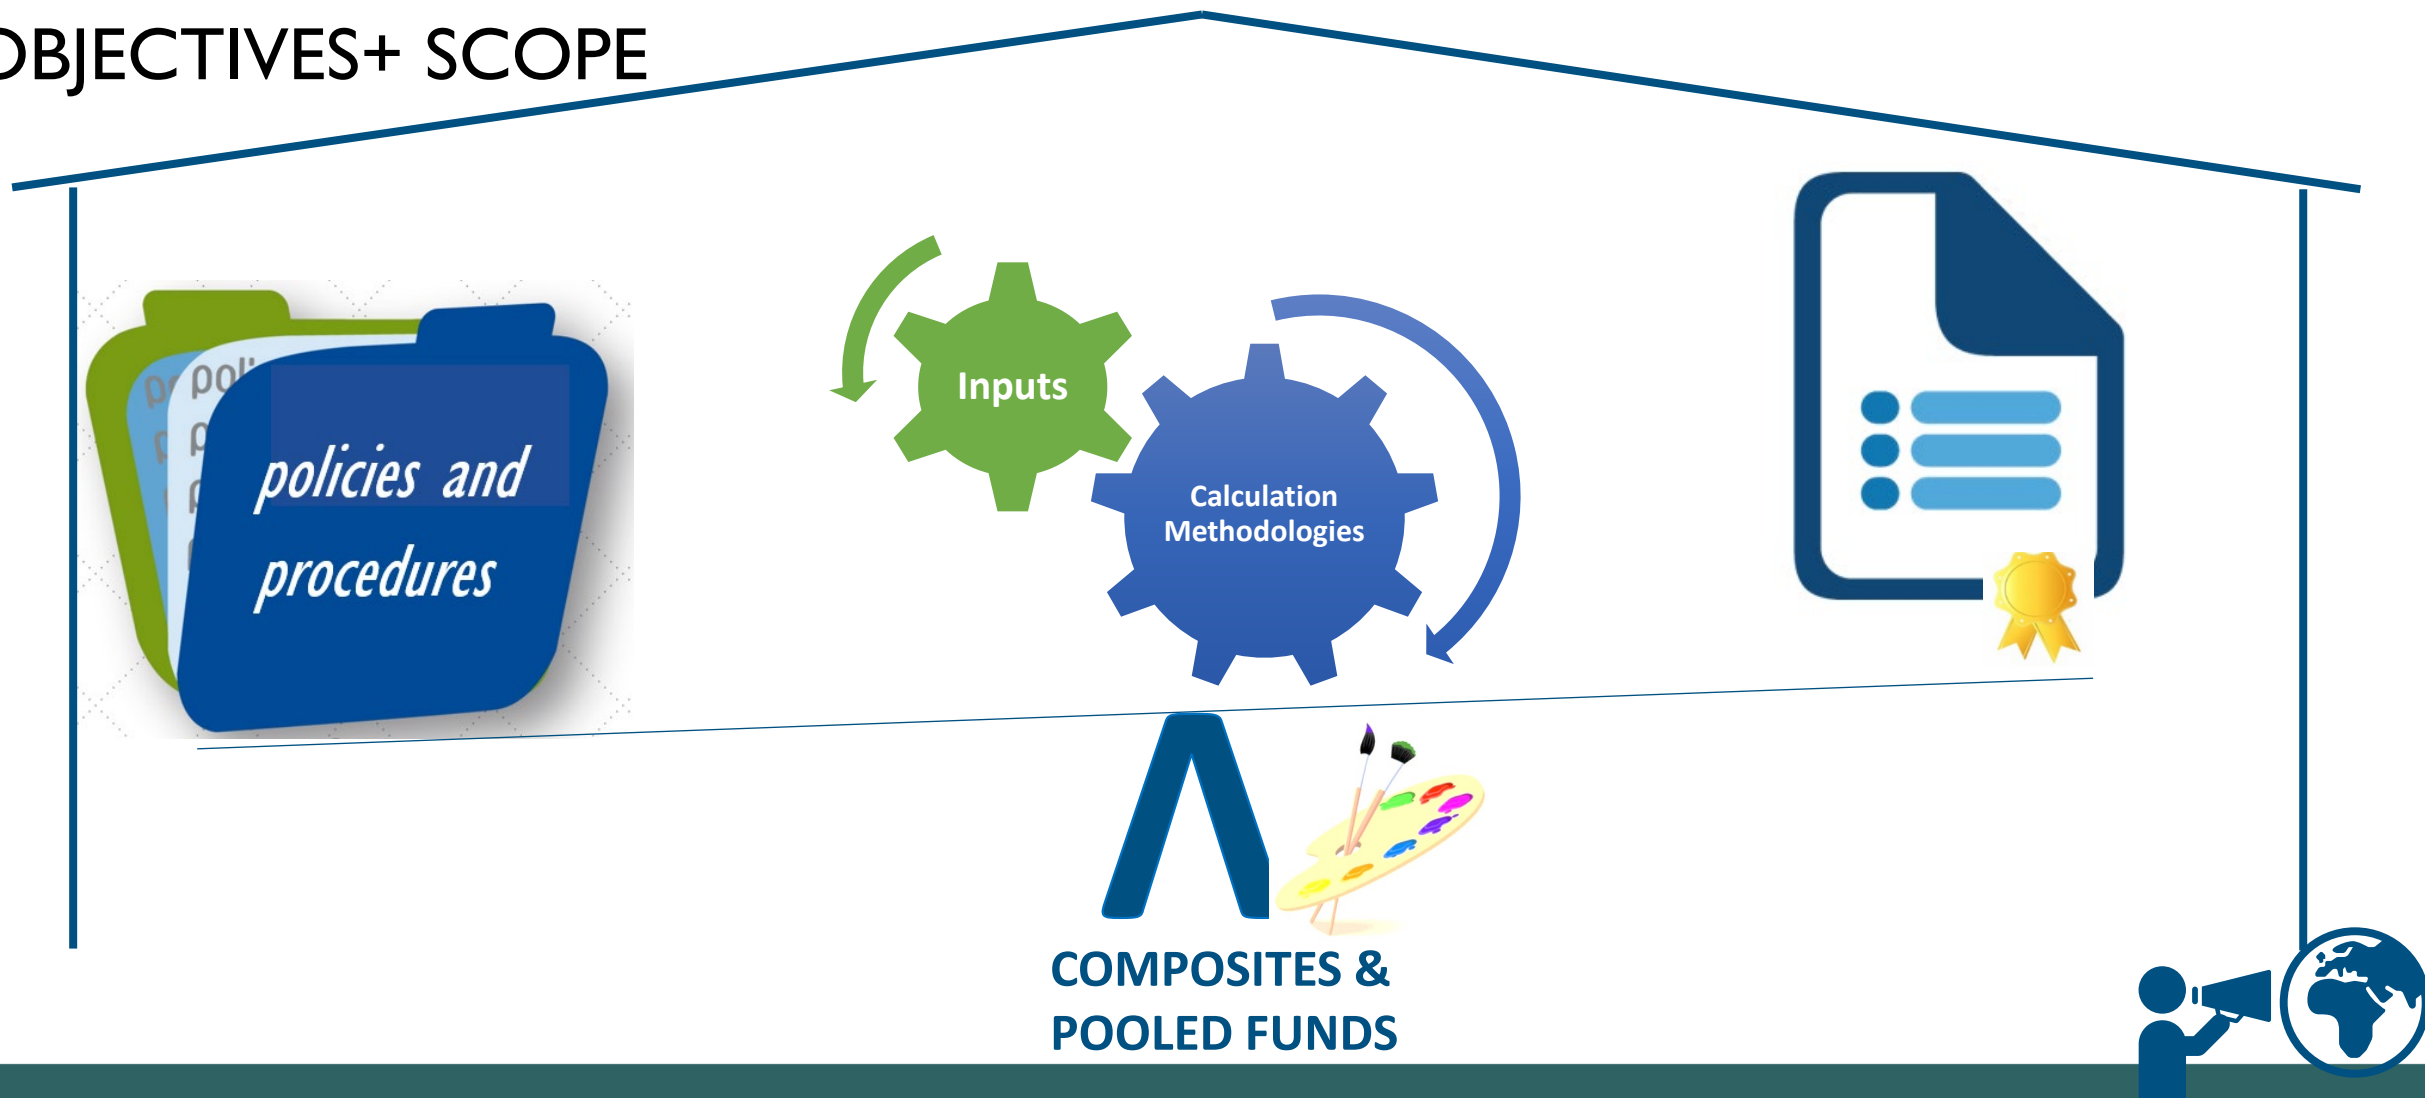 OBJECTIVES+ SCOPE
policies and
procedures
Inputs
Calculation
Methodologies
COMPOSITES &
POOLED FUNDS